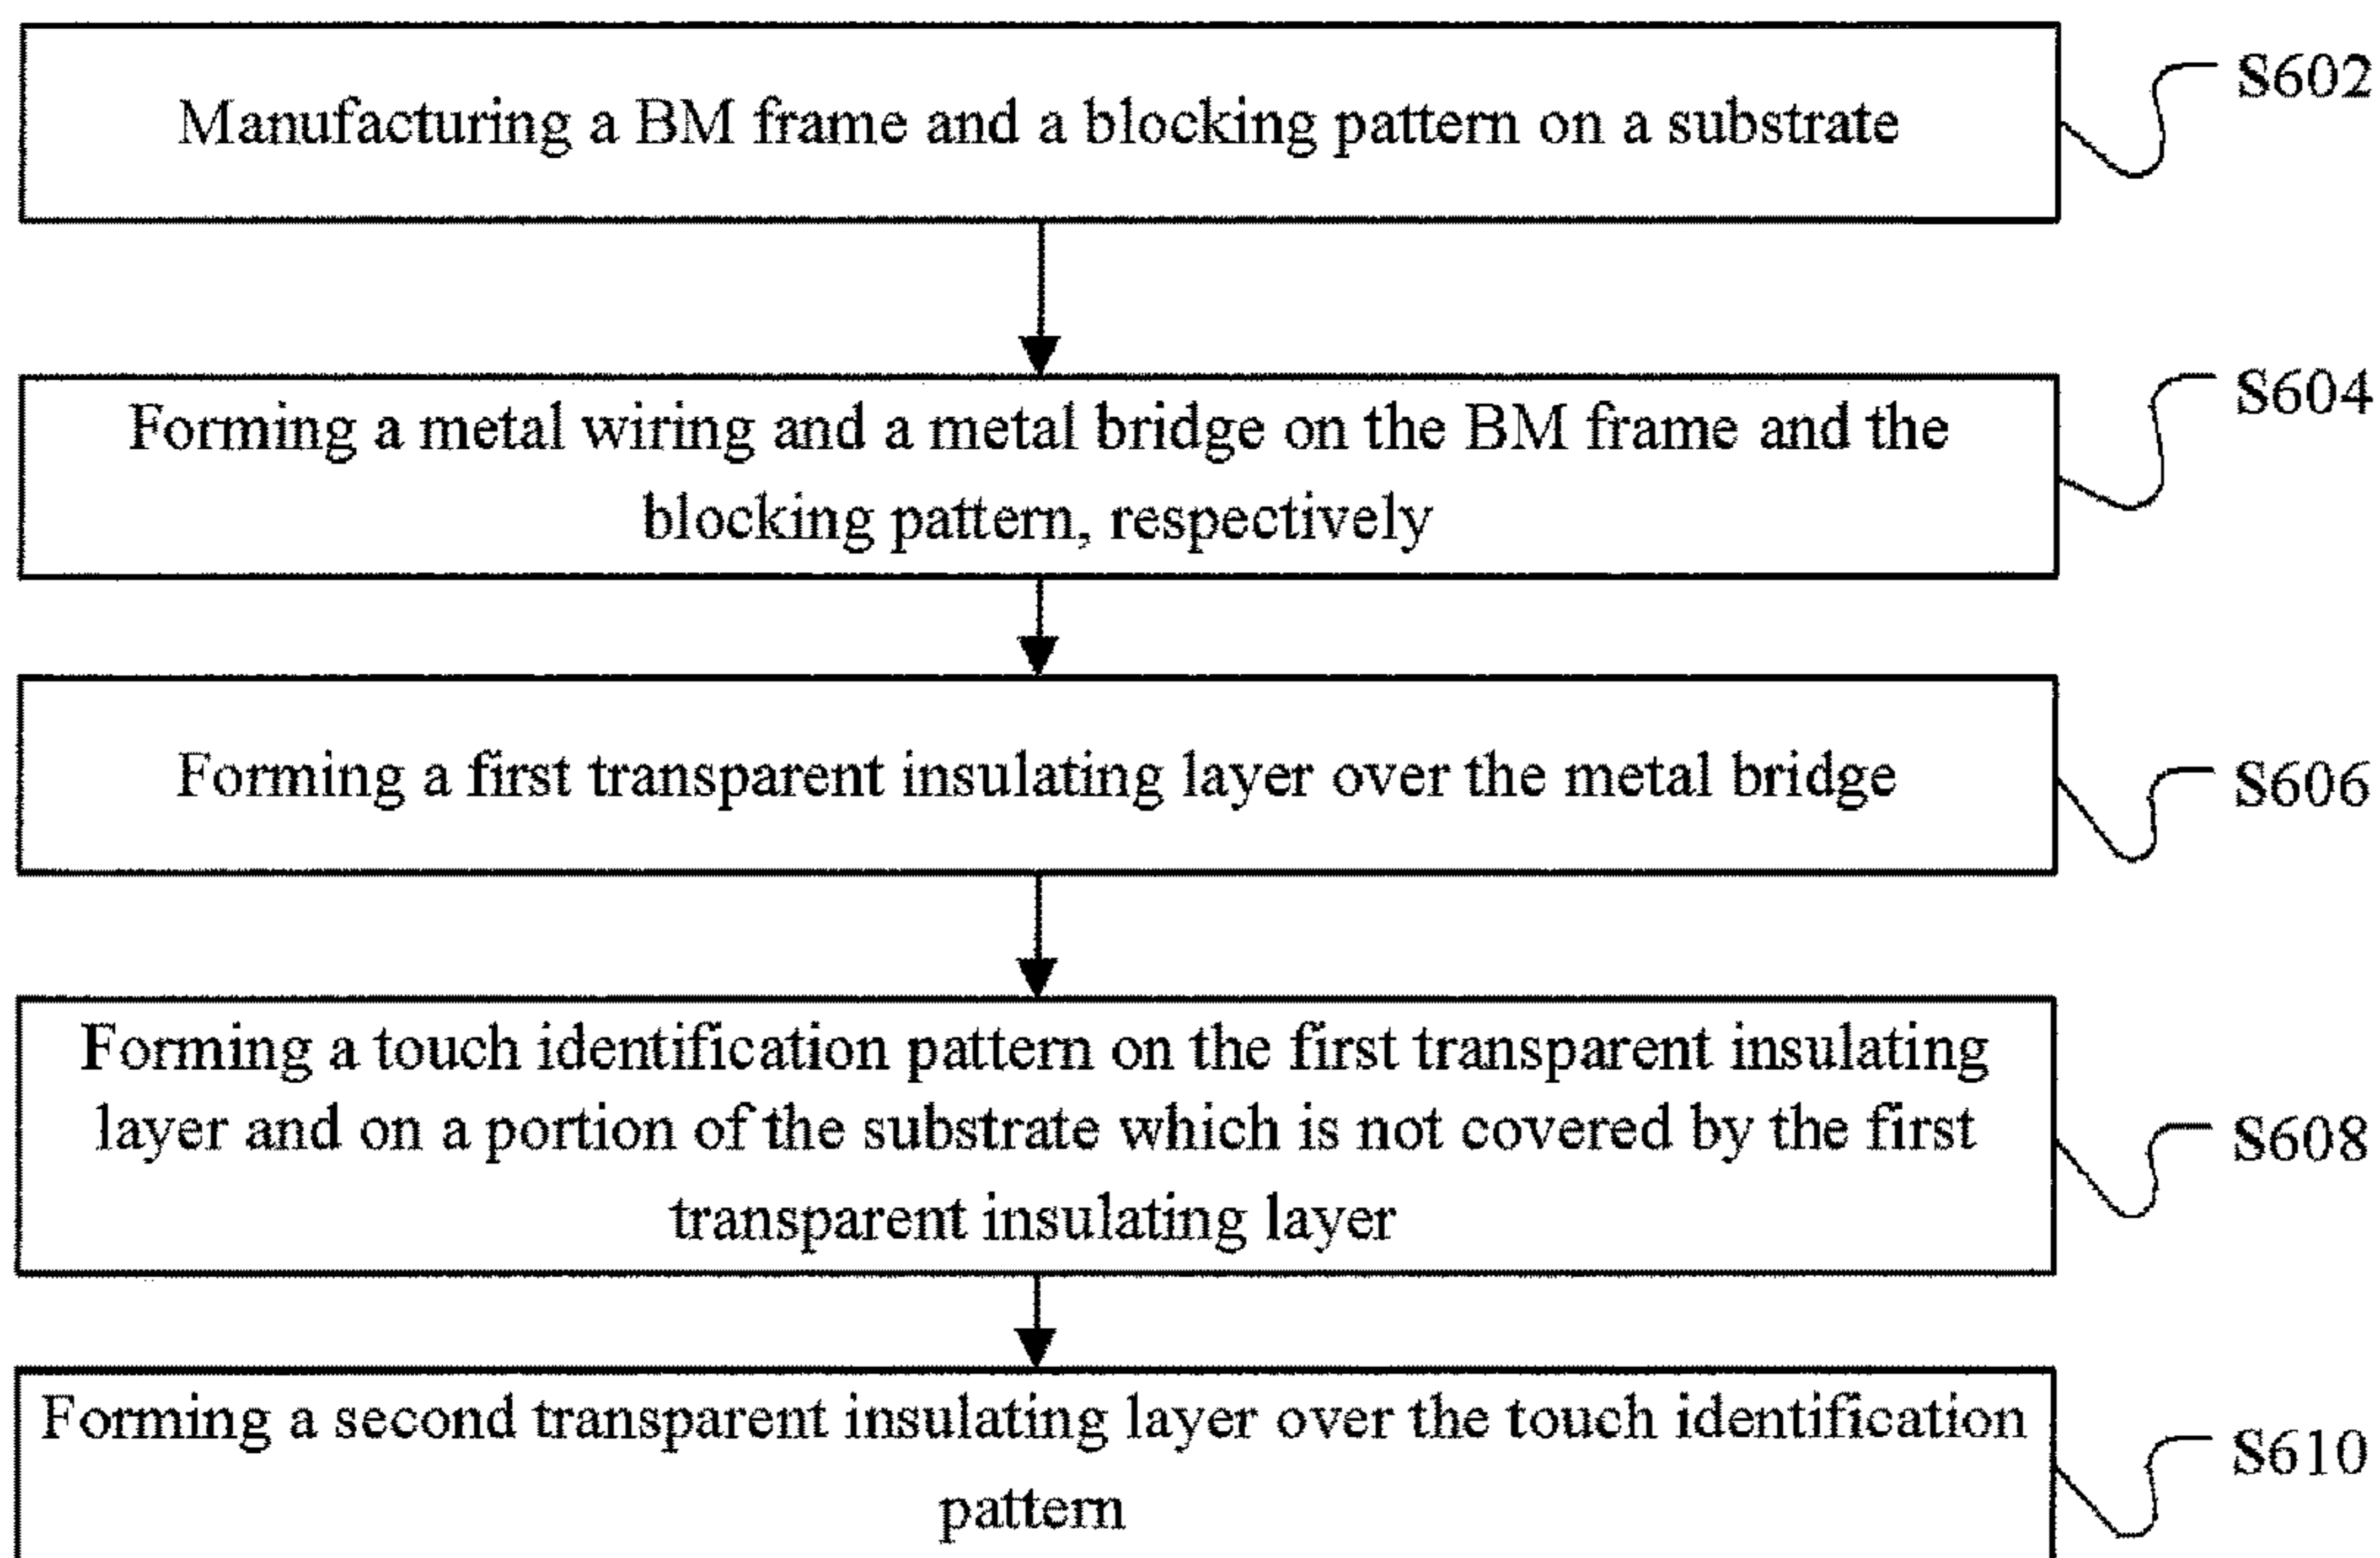 Manufacturing a BM frame and a blocking pattern on a substrate
S602
Forming a metal wiring and a metal bridge on the BM frame and the
blocking pattern, respectively
S604
Forming a first transparent insulating layer over the metal bridge
S606
Forming a touch identification pattern on the first transparent insulating
layer and on a portion of the substrate which is not covered by the first
transparent insulating layer
S608
Forming a second transparent insulating layer over the touch identification
pattern
S610